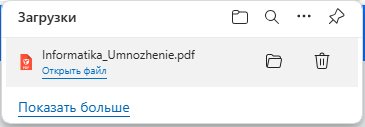 Загрузки
Informatika_Umnozhenie.pdf
Открыть файл
Показать больше